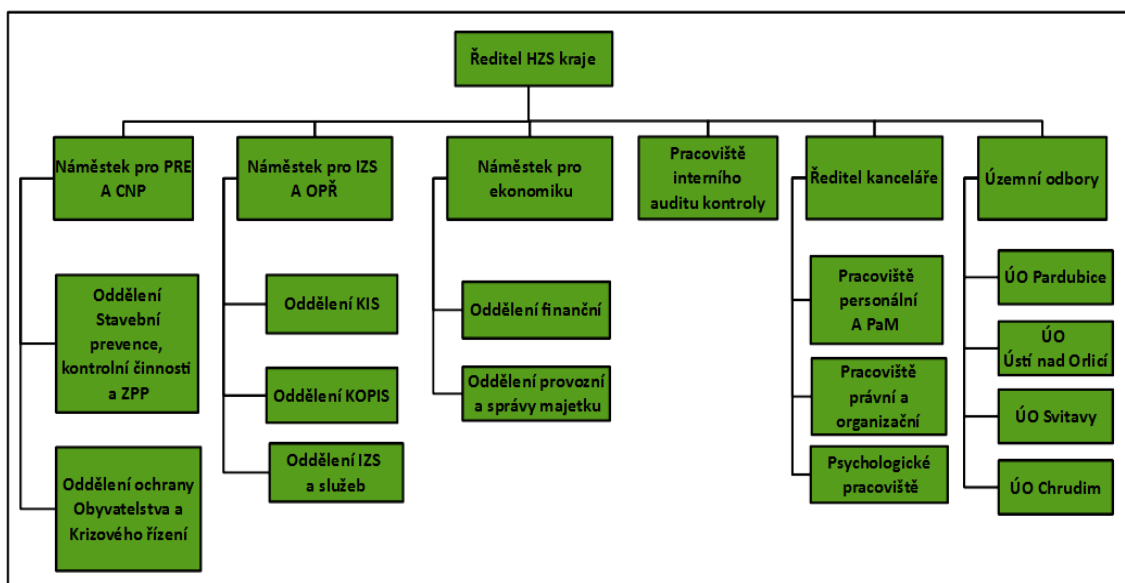 Ředitel HZS kraje
Náměstek pro PRE
A CNP
Náměstek pro IZS
A OPŘ
Náměstek pro
ekonomiku
Pracoviště
interního
auditu kontroly
Ředitel kanceláře
Územní odbory
Oddělení
Stavební
prevence,
kontrolní činnosti
a ZPP
Oddělení ochrany
Obyvatelstva a
Krizového řízení
Oddělení KIS
Oddělení KOPIS
Oddělení IZS
a služeb
Oddělení finanční
Oddělení provozní
a správy majetku
Pracoviště
personální
A PaM
Pracoviště
právní a
organizační
Psychologické
pracoviště
ÚO Pardubice
ÚO
Ústí nad Orlicí
ÚO Svitavy
ÚO Chrudim